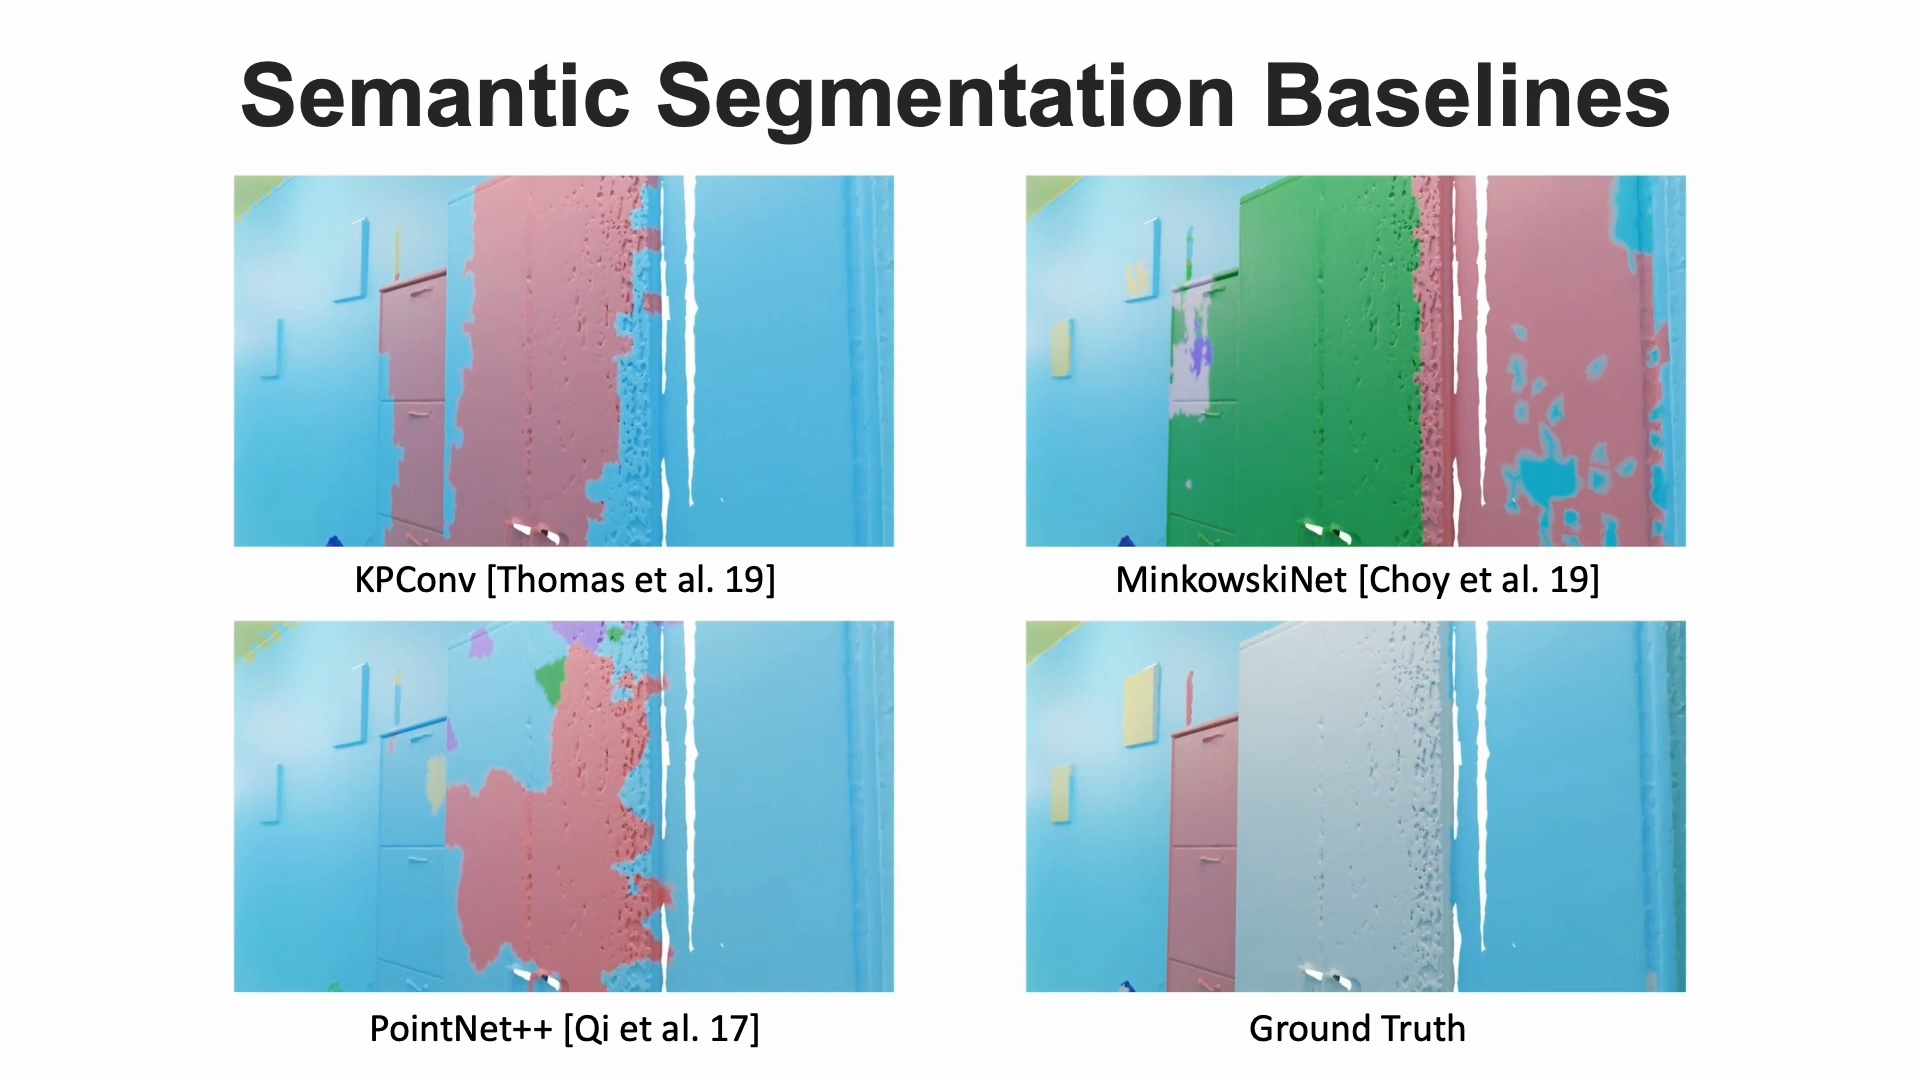 Semantic Segmentation Baselines
KPConv [Thomas et al. 19]
MinkowskiNet [Choy et al. 19]
PointNet++ [Qi et al. 17]
Ground Truth